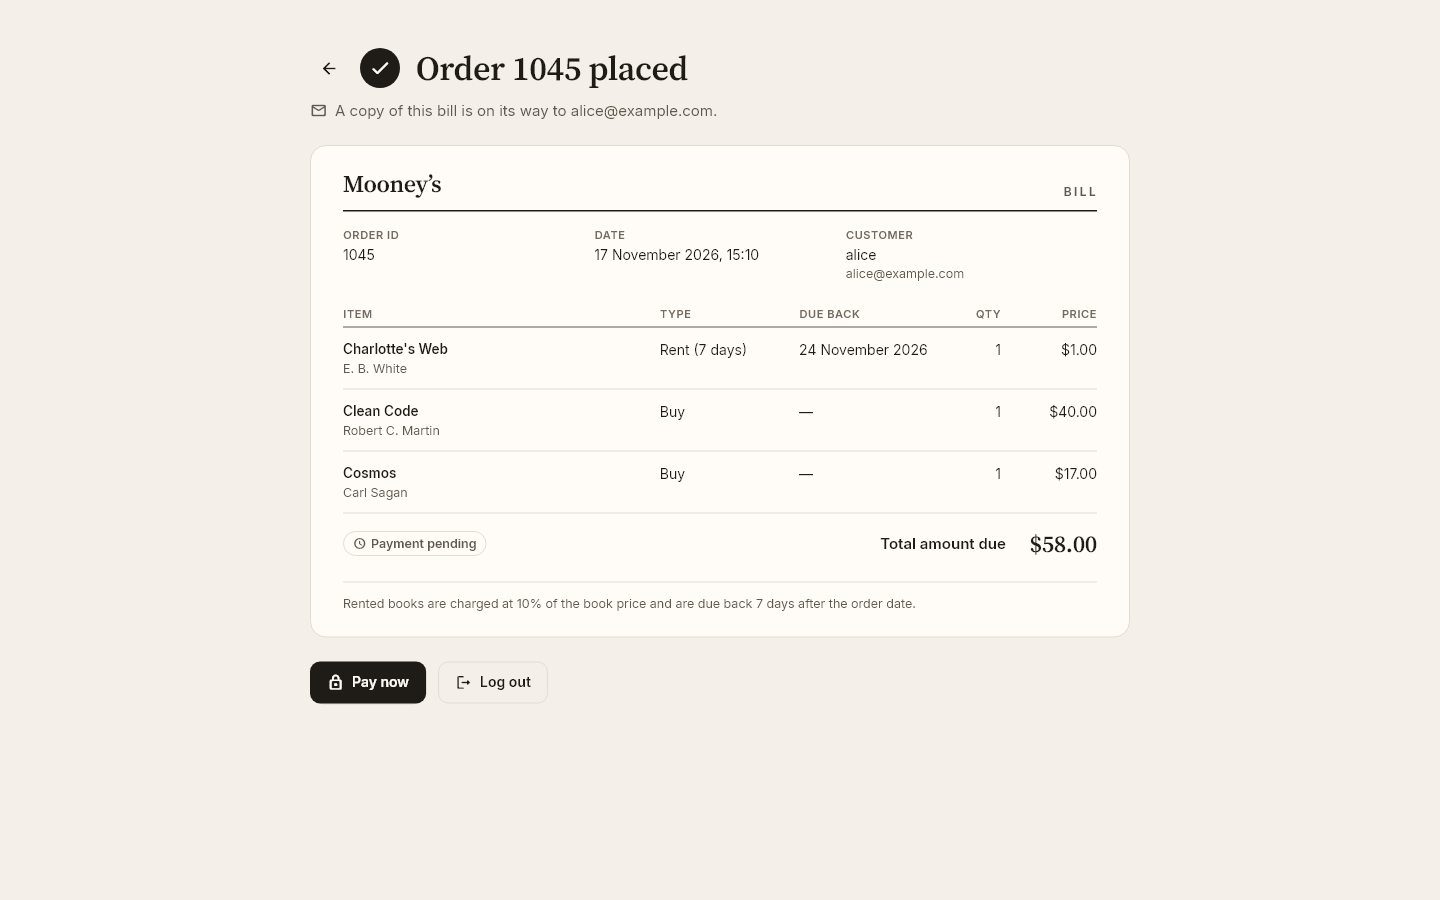 Order 1045 placed
A copy of this bill is on its way to alice@example.com.
Mooney’s
BILL
ORDER ID DATE CUSTOMER
1045 17 November 2026, 15:10 alice
alice@example.com
ITEM TYPE DUE BACK QTY PRICE
Charlotte's Web Rent (7 days) 24 November 2026 1 $1.00
E. B. White
Clean Code Buy — 1 $40.00
Robert C. Martin
Cosmos Buy — 1 $17.00
Carl Sagan
Payment pending Total amount due $58.00
Rented books are charged at 10% of the book price and are due back 7 days after the order date.
Pay now Log out